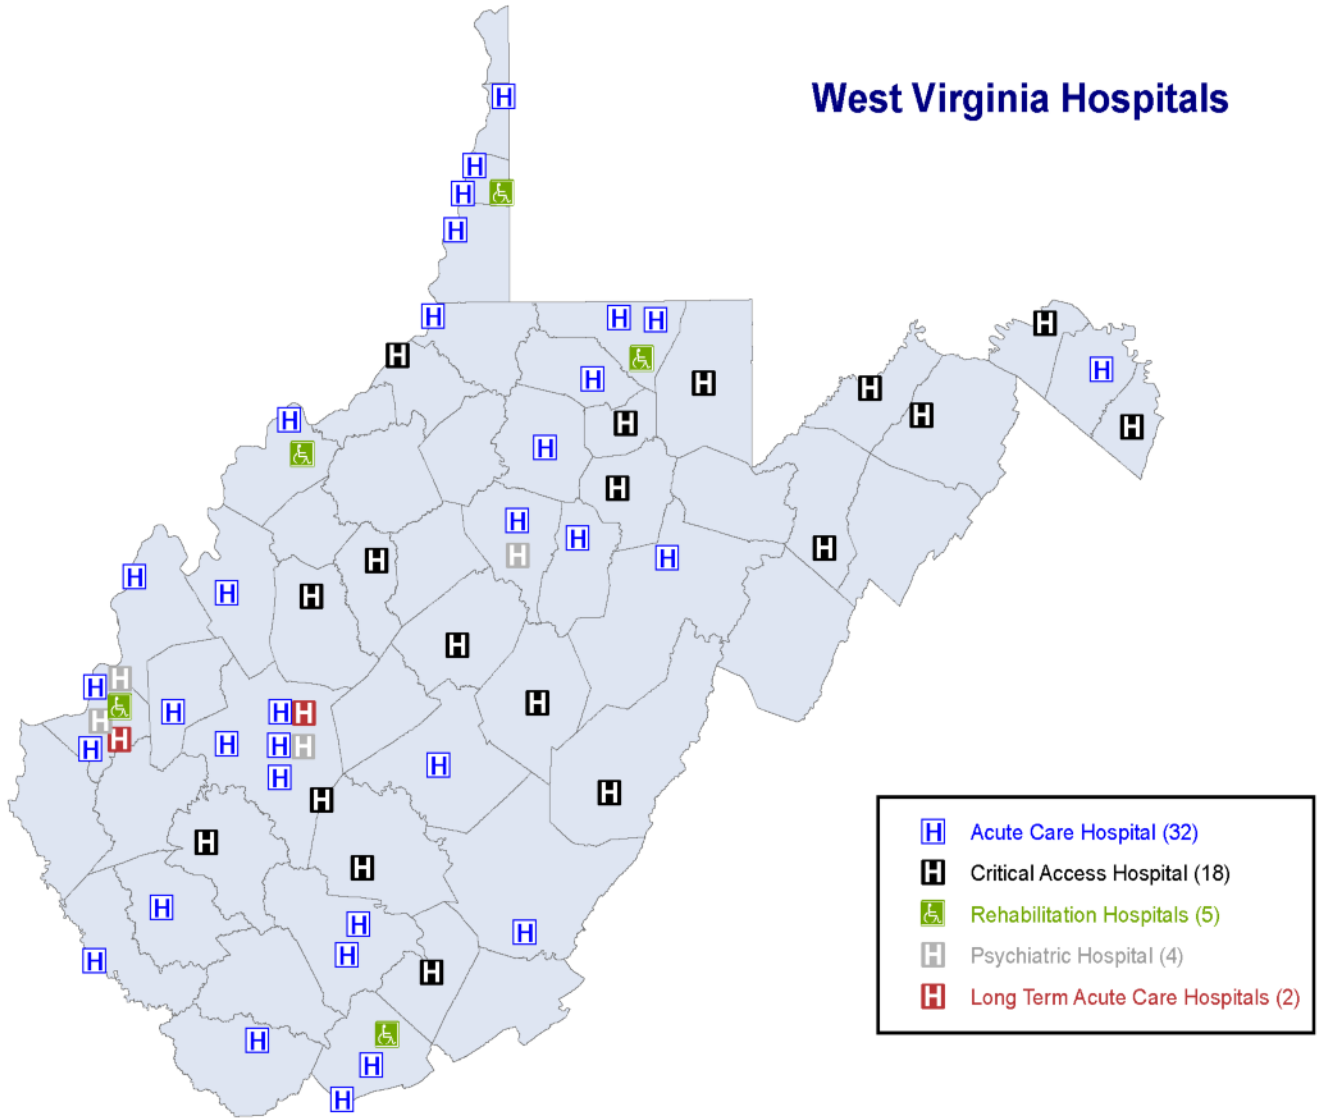 West Virginia Hospitals
H Acute Care Hospital (32)
H Critical Access Hospital (18)
Rehabilitation Hospitals (5)
H Psychiatric Hospital (4)
H Long Term Acute Care Hospitals (2)